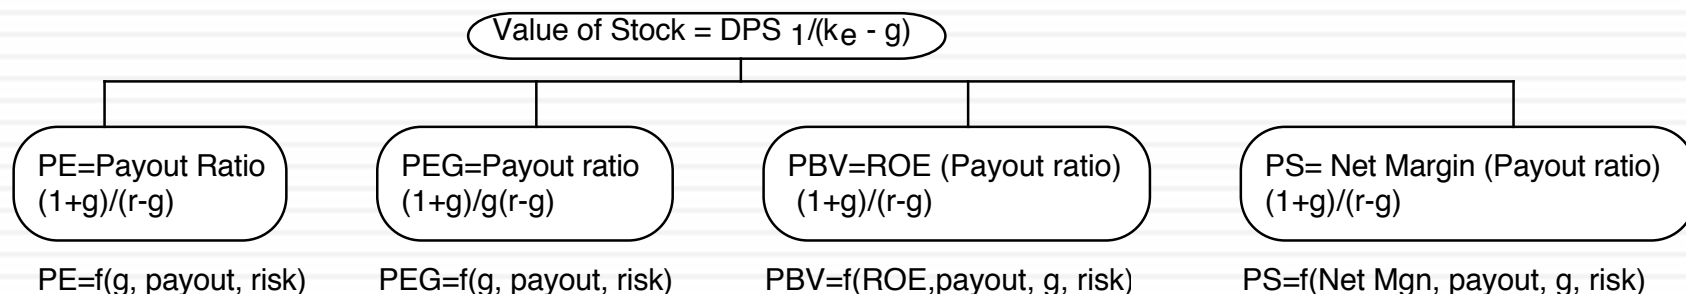 Value of Stock = DPS 1/(ke - g)
PE=Payout Ratio
(1+g)/(r-g)
PEG=Payout ratio
(1+g)/g(r-g)
PBV=ROE (Payout ratio)
(1+g)/(r-g)
PS= Net Margin (Payout ratio)
(1+g)/(r-g)
PE=f(g, payout, risk)
PEG=f(g, payout, risk)
PBV=f(ROE,payout, g, risk)
PS=f(Net Mgn, payout, g, risk)